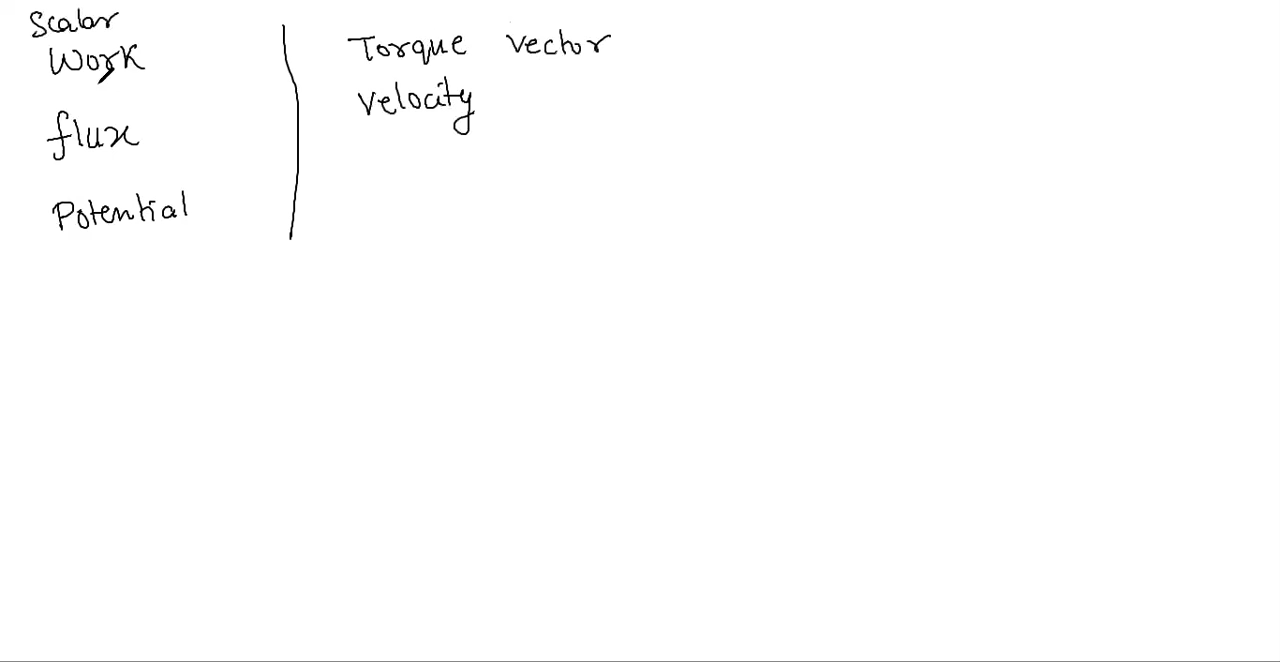 Scalar
Work
flux
Potential
Torque vector
velocity